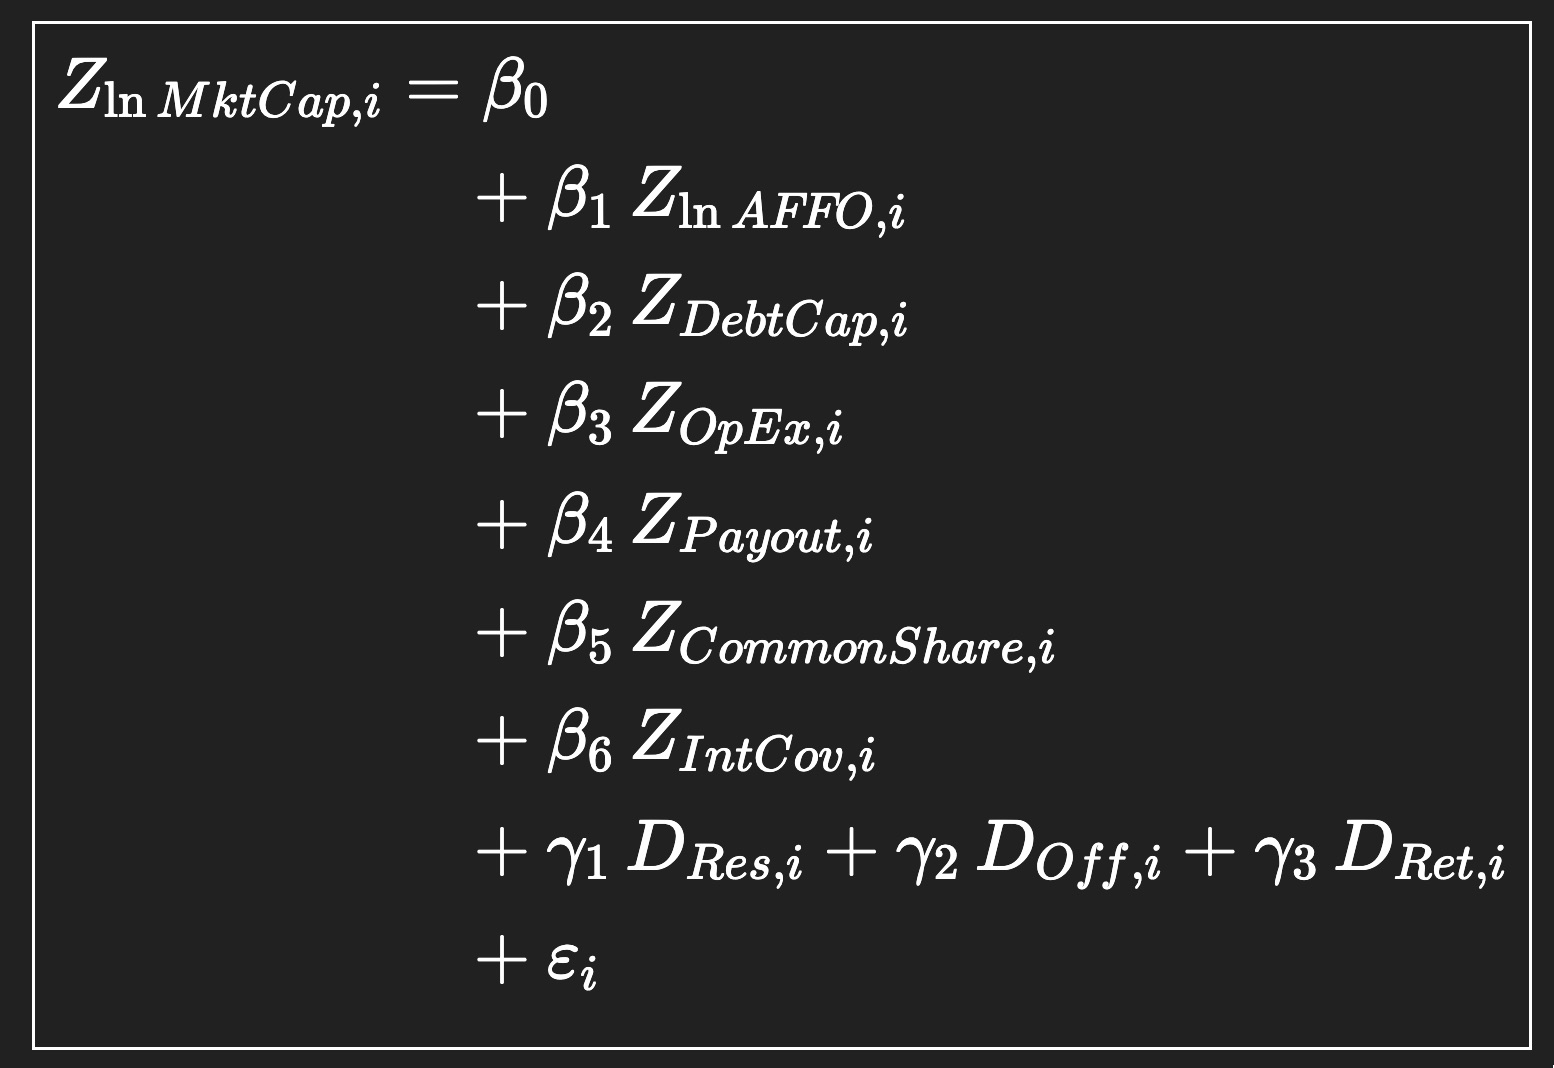 Z_{ln MktCap,i} = β_0
+ β_1 Z_{ln AFFO,i}
+ β_2 Z_{DebtCap,i}
+ β_3 Z_{OpEx,i}
+ β_4 Z_{Payout,i}
+ β_5 Z_{CommonShare,i}
+ β_6 Z_{IntCov,i}
+ γ_1 D_{Res,i} + γ_2 D_{Off,i} + γ_3 D_{Ret,i}
+ ε_i